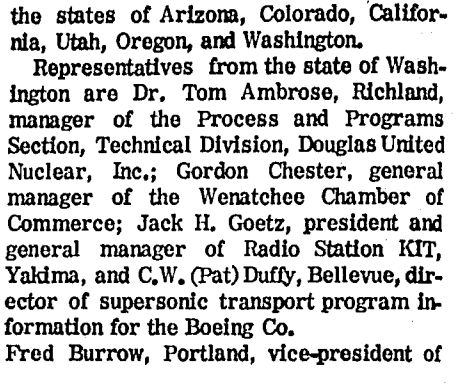 the states of Arizona, Colorado, Califor-
nia, Utah, Oregon, and Washington.
Representatives from the state of Wash-
ington are Dr. Tom Ambrose, Richland,
manager of the Process and Programs
Section, Technical Division, Douglas United
Nuclear, Inc.; Gordon Chester, general
manager of the Wenatchee Chamber of
Commerce; Jack H. Goetz, president and
general manager of Radio Station KIT,
Yakima, and C.W. (Pat) Duffy, Bellevue, dir-
ector of supersonic transport program in-
formation for the Boeing Co.
Fred Burrow, Portland, vice-president of